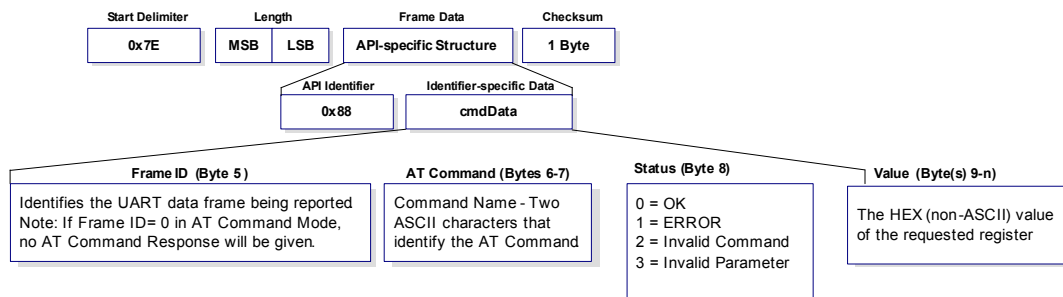 Start Delimiter
Length
Frame Data
Checksum
0x7E
MSB
LSB
API-specific Structure
1 Byte
API Identifier
Identifier-specific Data
0x88
cmdData
Frame ID (Byte 5 )
Identifies the UART data frame being reported.
Note: If Frame ID= 0 in AT Command Mode,
no AT Command Response will be given.
AT Command (Bytes 6-7)
Command Name - Two
ASCII characters that
identify the AT Command.
Status (Byte 8)
0 = OK
1 = ERROR
2 = Invalid Command
3 = Invalid Parameter
Value (Byte(s) 9-n)
The HEX (non-ASCII) value
of the requested register